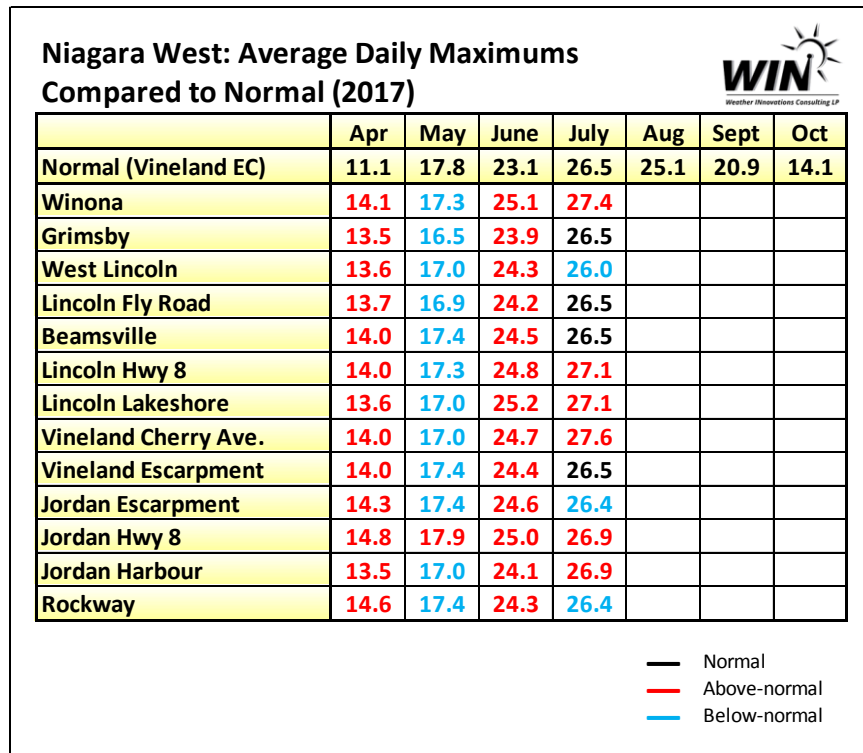 Niagara West: Average Daily Maximums
Compared to Normal (2017)
WIN
Weather INnovations Consulting LP
Apr May June July Aug Sept Oct
Normal (Vineland EC) 11.1 17.8 23.1 26.5 25.1 20.9 14.1
Winona 14.1 17.3 25.1 27.4
Grimsby 13.5 16.5 23.9 26.5
West Lincoln 13.6 17.0 24.3 26.0
Lincoln Fly Road 13.7 16.9 24.2 26.5
Beamsville 14.0 17.4 24.5 26.5
Lincoln Hwy 8 14.0 17.3 24.8 27.1
Lincoln Lakeshore 13.6 17.0 25.2 27.1
Vineland Cherry Ave. 14.0 17.0 24.7 27.6
Vineland Escarpment 14.0 17.4 24.4 26.5
Jordan Escarpment 14.3 17.4 24.6 26.4
Jordan Hwy 8 14.8 17.9 25.0 26.9
Jordan Harbour 13.5 17.0 24.1 26.9
Rockway 14.6 17.4 24.3 26.4
Normal
Above-normal
Below-normal